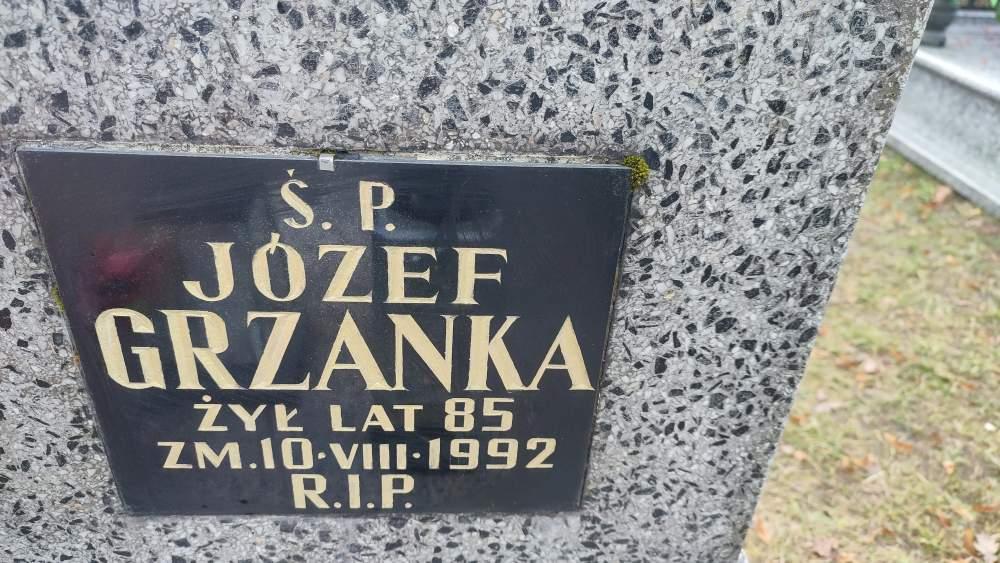 Ś. P.
JÓZEF
GRZANKA
ŻYŁ LAT 85
ZM. 10·VIII·1992
R.I.P.